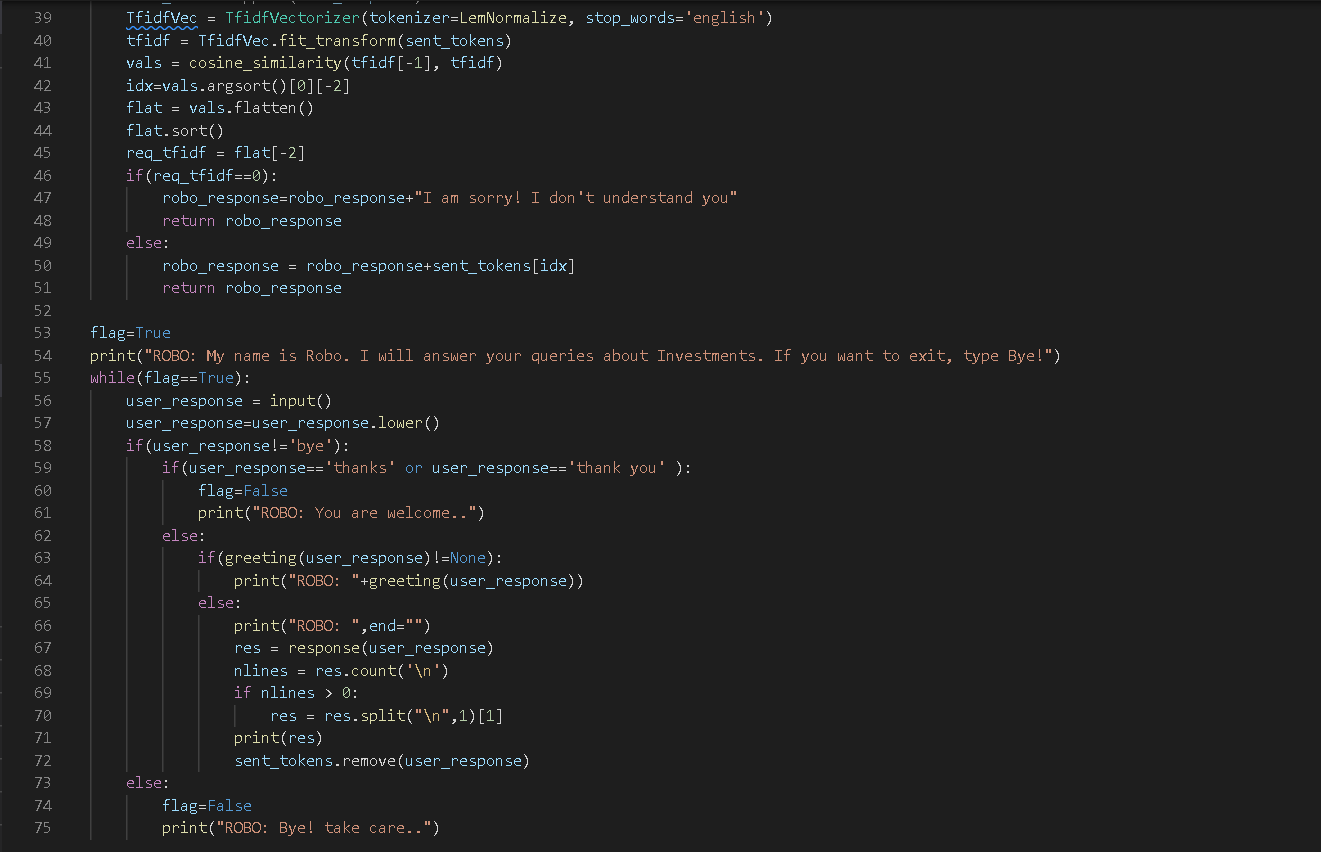 39 TfidfVec = TfidfVectorizer(tokenizer=LemNormalize, stop_words='english')
40 tfidf = TfidfVec.fit_transform(sent_tokens)
41 vals = cosine_similarity(tfidf[-1], tfidf)
42 idx=vals.argsort()[0][-2]
43 flat = vals.flatten()
44 flat.sort()
45 req_tfidf = flat[-2]
46 if(req_tfidf==0):
47 robo_response=robo_response+"I am sorry! I don't understand you"
48 return robo_response
49 else:
50 robo_response = robo_response+sent_tokens[idx]
51 return robo_response
52
53 flag=True
54 print("ROBO: My name is Robo. I will answer your queries about Investments. If you want to exit, type Bye!")
55 while(flag==True):
56 user_response = input()
57 user_response=user_response.lower()
58 if(user_response!='bye'):
59 if(user_response=='thanks' or user_response=='thank you' ):
60 flag=False
61 print("ROBO: You are welcome..")
62 else:
63 if(greeting(user_response)!=None):
64 print("ROBO: "+greeting(user_response))
65 else:
66 print("ROBO: ",end="")
67 res = response(user_response)
68 nlines = res.count('\n')
69 if nlines > 0:
70 res = res.split("\n",1)[1]
71 print(res)
72 sent_tokens.remove(user_response)
73 else:
74 flag=False
75 print("ROBO: Bye! take care..")